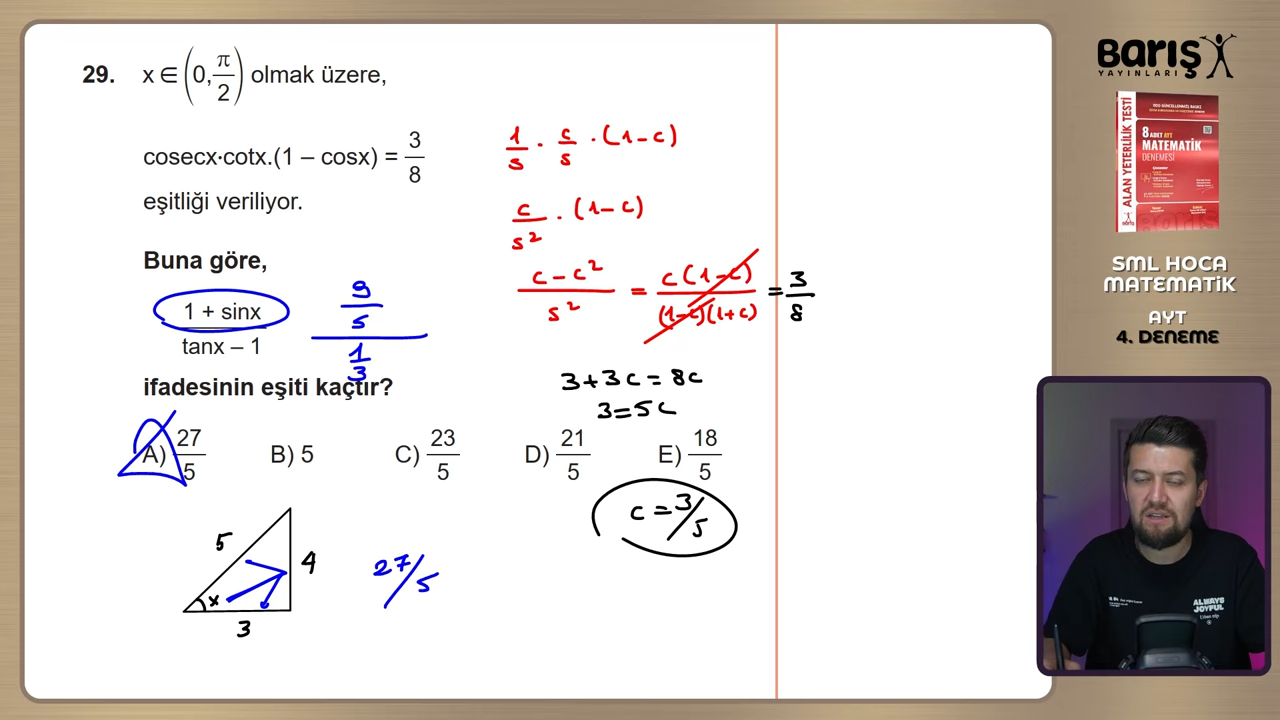 29. x ∈ (0, π/2) olmak üzere,
cosecx·cotx.(1 – cosx) = 3/8
eşitliği veriliyor.
Buna göre,
1 + sinx
tanx – 1
ifadesinin eşiti kaçtır?
A) 27/5 B) 5 C) 23/5 D) 21/5 E) 18/5
9/5
1/3
1/s · c/s · (1-c)
c/s² · (1-c)
c-c²/s² = c(1-c)/(1-c)(1+c) = 3/8
3+3c = 8c
3=5c
c = 3/5
5
4
x
3
27/5
BARIŞ
YAYINLARI
ALAN YETERLİLİK TESTİ
8 ADET AYT
MATEMATİK
DENEMESİ
BARIŞ
SML HOCA
MATEMATİK
AYT
4. DENEME
ALWAYS
JOYFUL